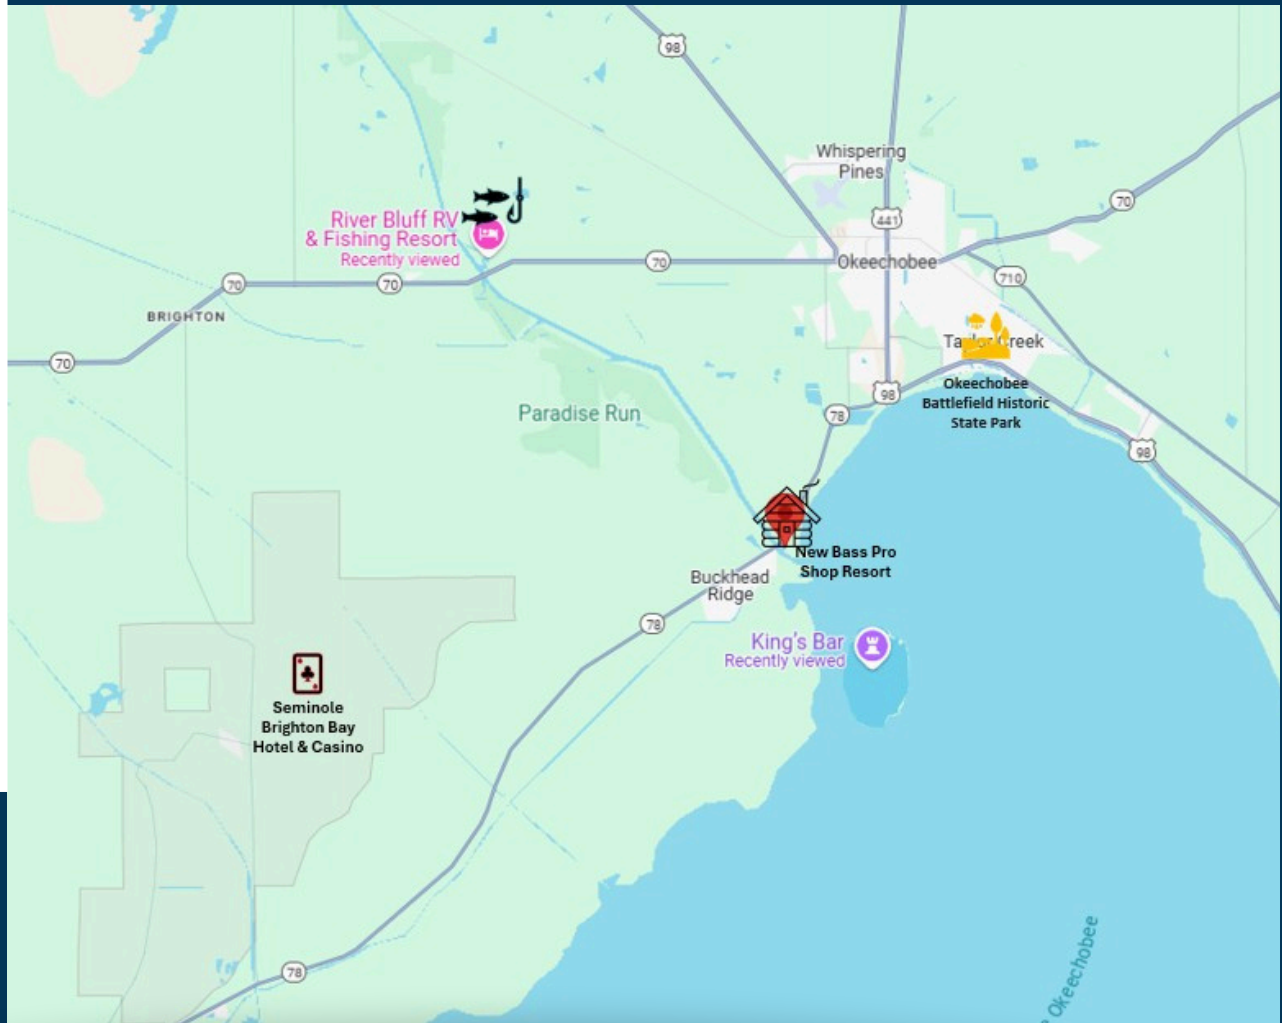 98
Whispering
Pines
70
441
River Bluff RV
& Fishing Resort
Recently viewed
70
Okeechobee
70
70
710
BRIGHTON
Taylor Creek
70
Okeechobee
Battlefield Historic
State Park
98
78
Paradise Run
98
New Bass Pro
Shop Resort
Buckhead
Ridge
78
King's Bar
Recently viewed
Seminole
Brighton Bay
Hotel & Casino
78
Okeechobee